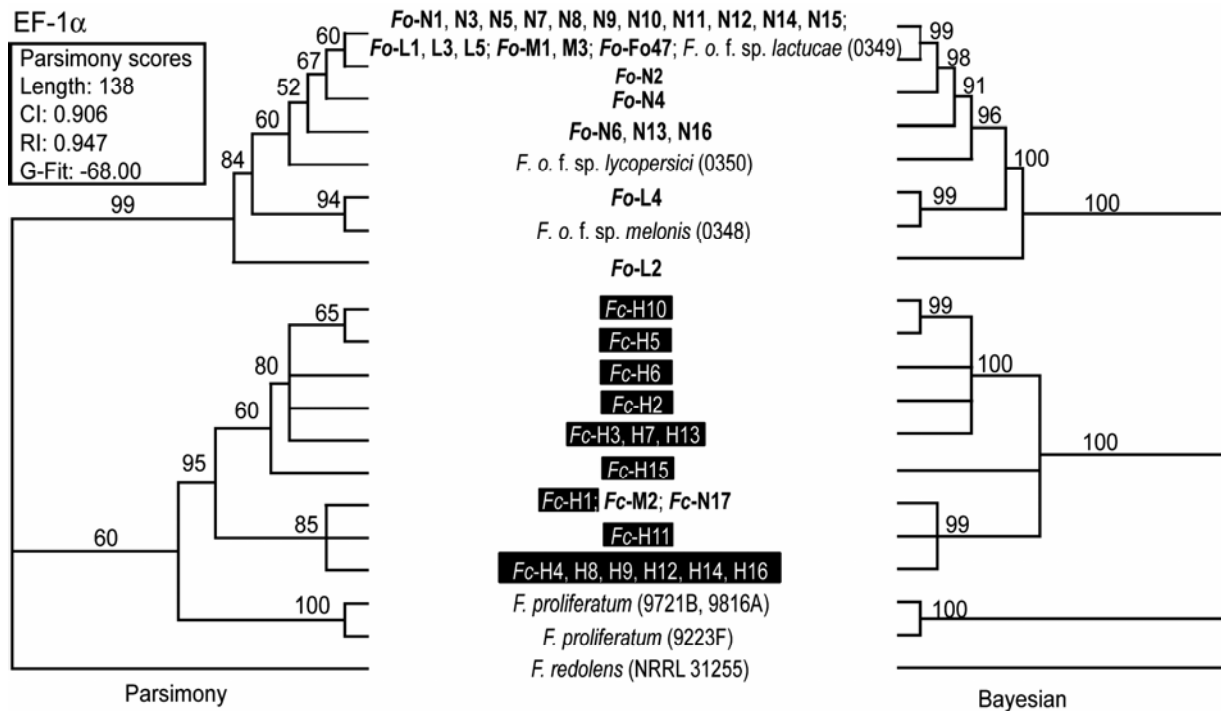 EF-1α
Parsimony scores
Length: 138
CI: 0.906
RI: 0.947
G-Fit: -68.00
Fo-N1, N3, N5, N7, N8, N9, N10, N11, N12, N14, N15;
Fo-L1, L3, L5; Fo-M1, M3; Fo-Fo47; F. o. f. sp. lactucae (0349)
Fo-N2
Fo-N4
Fo-N6, N13, N16
F. o. f. sp. lycopersici (0350)
Fo-L4
F. o. f. sp. melonis (0348)
Fo-L2
Fc-H10
Fc-H5
Fc-H6
Fc-H2
Fc-H3, H7, H13
Fc-H15
Fc-H1; Fc-M2; Fc-N17
Fc-H11
Fc-H4, H8, H9, H12, H14, H16
F. proliferatum (9721B, 9816A)
F. proliferatum (9223F)
F. redolens (NRRL 31255)
60
67
52
60
84
94
99
65
80
60
95
85
60
100
Parsimony
99
98
91
96
100
99
100
99
100
100
99
100
Bayesian